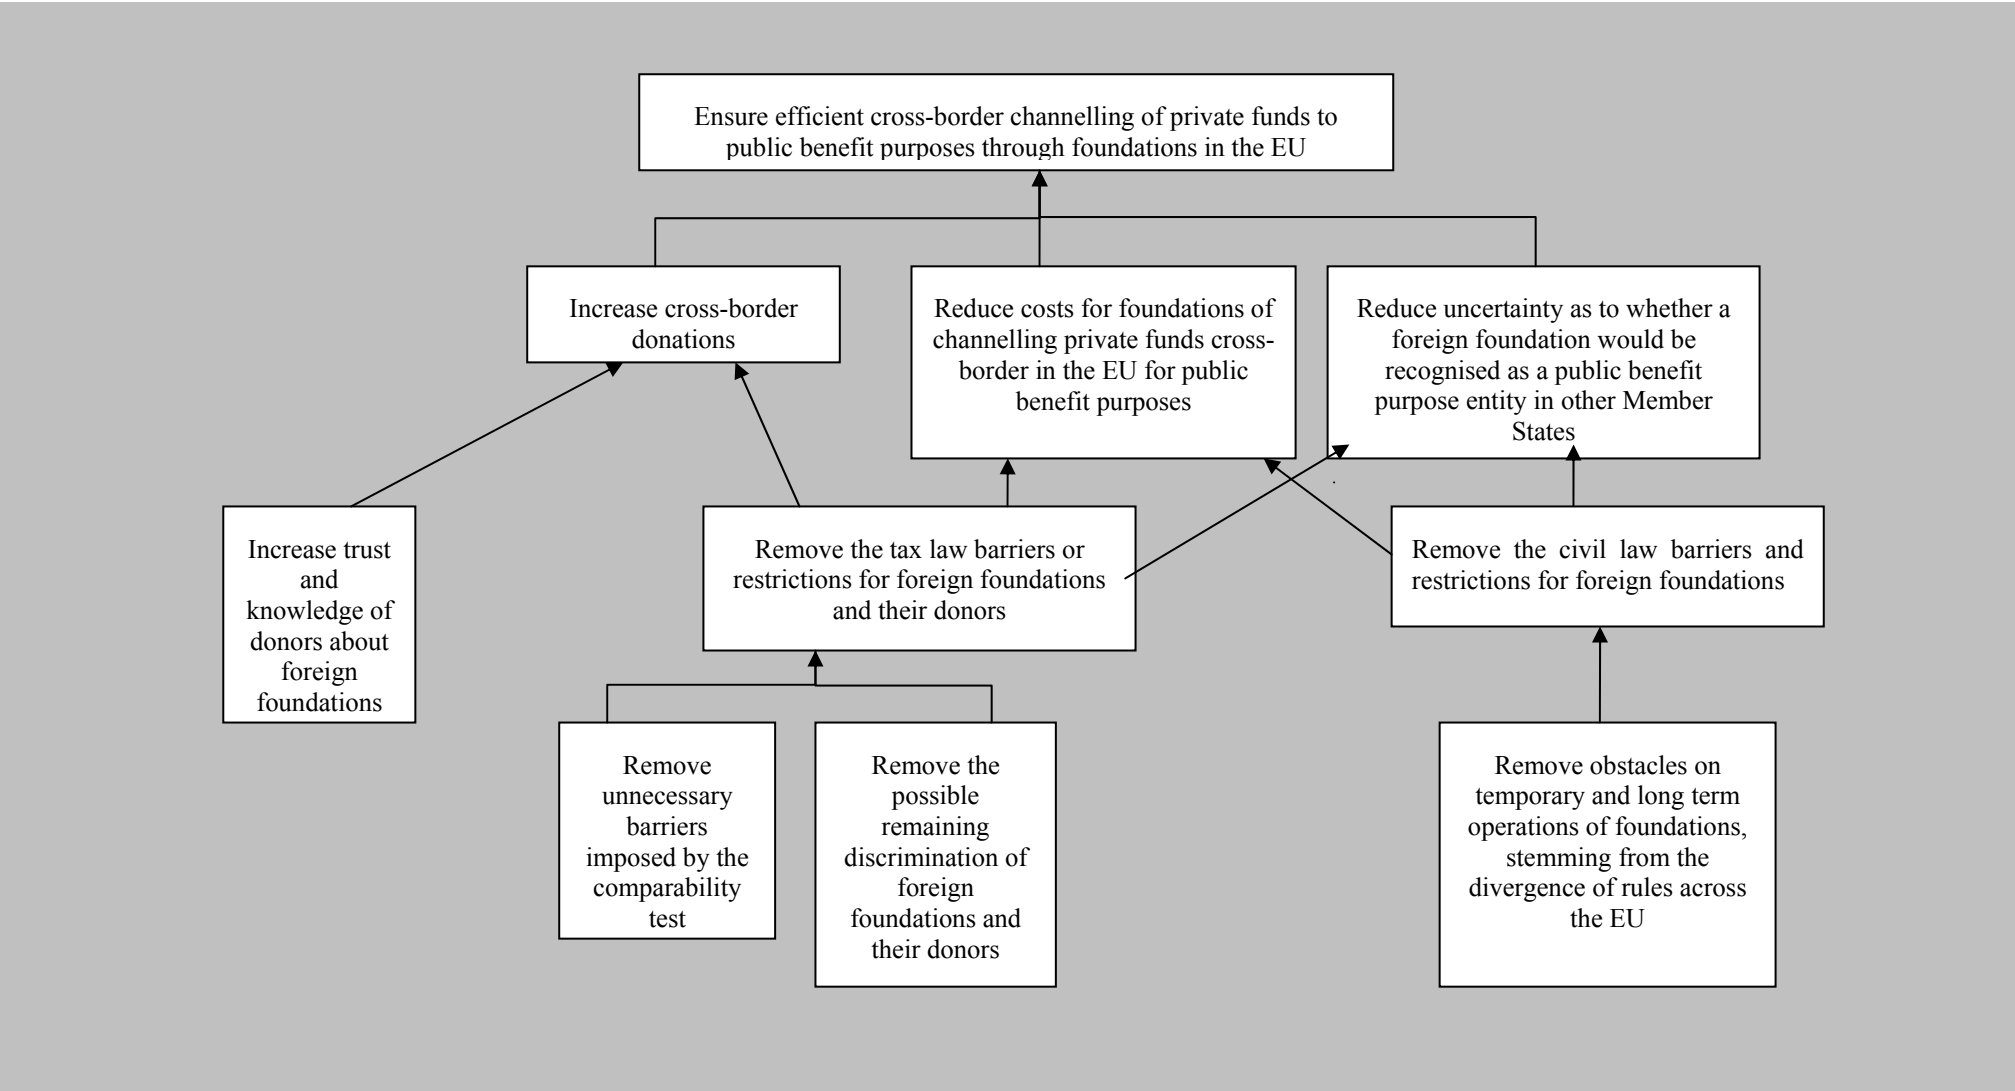 Ensure efficient cross-border channelling of private funds to
public benefit purposes through foundations in the EU
Increase cross-border
donations
Reduce costs for foundations of
channelling private funds cross-
border in the EU for public
benefit purposes
Reduce uncertainty as to whether a
foreign foundation would be
recognised as a public benefit
purpose entity in other Member
States
Increase trust
and
knowledge of
donors about
foreign
foundations
Remove the tax law barriers or
restrictions for foreign foundations
and their donors
Remove the civil law barriers and
restrictions for foreign foundations
Remove
unnecessary
barriers
imposed by the
comparability
test
Remove the
possible
remaining
discrimination of
foreign
foundations and
their donors
Remove obstacles on
temporary and long term
operations of foundations,
stemming from the
divergence of rules across
the EU